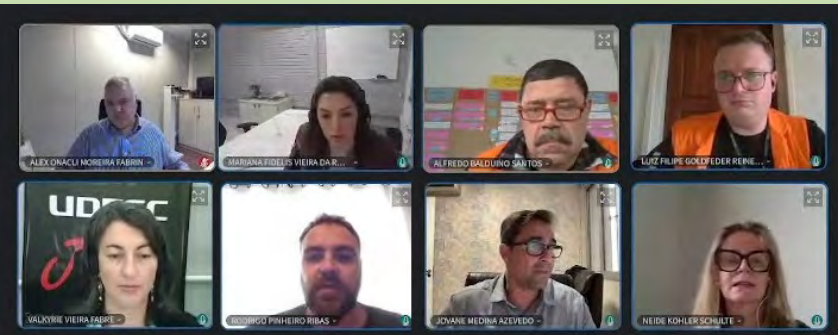 ALEX ONACLI MOREIRA FABRIN
MARIANA FIDELIS VIEIRA DA R...
ALFREDO BALDUINO SANTOS
LUIZ FILIPE GOLDFEDER REINE...
UDESC
VALKYRIE VIEIRA FABRE
RODRIGO PINHEIRO RIBAS
JOVANE MEDINA AZEVEDO
NEIDE KOHLER SCHULTE